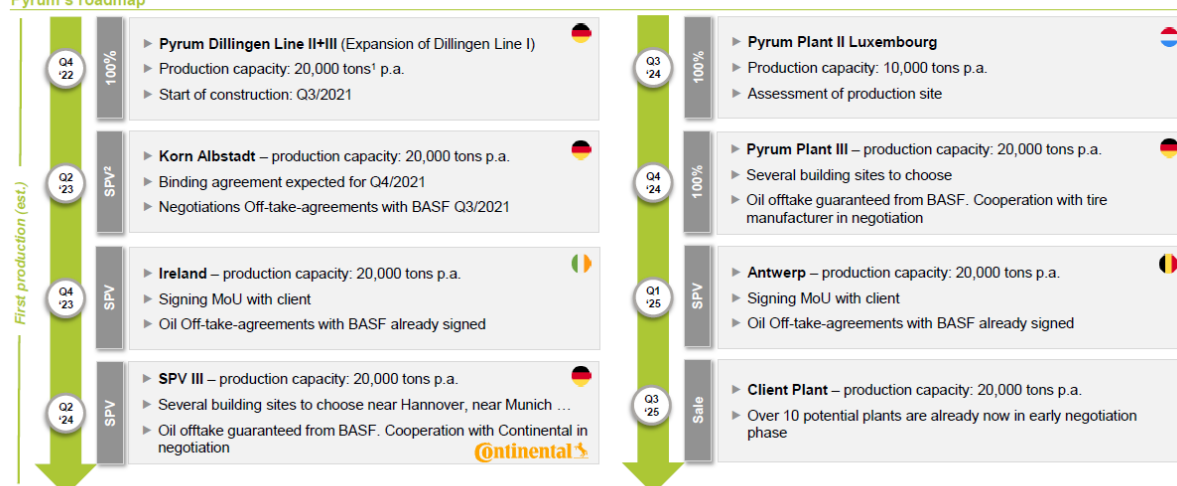 Pyrum's roadmap
First production (est.)
Q4
'22
100%
Pyrum Dillingen Line II+III (Expansion of Dillingen Line I)
Production capacity: 20,000 tons¹ p.a.
Start of construction: Q3/2021
Q2
'23
SPV²
Korn Albstadt – production capacity: 20,000 tons p.a.
Binding agreement expected for Q4/2021
Negotiations Off-take-agreements with BASF Q3/2021
Q4
'23
SPV
Ireland – production capacity: 20,000 tons p.a.
Signing MoU with client
Oil Off-take-agreements with BASF already signed
Q2
'24
SPV
SPV III – production capacity: 20,000 tons p.a.
Several building sites to choose near Hannover, near Munich …
Oil offtake guaranteed from BASF. Cooperation with Continental in
negotiation
Continental
Q3
'24
100%
Pyrum Plant II Luxembourg
Production capacity: 10,000 tons p.a.
Assessment of production site
Q4
'24
100%
Pyrum Plant III – production capacity: 20,000 tons p.a.
Several building sites to choose
Oil offtake guaranteed from BASF. Cooperation with tire
manufacturer in negotiation
Q1
'25
SPV
Antwerp – production capacity: 20,000 tons p.a.
Signing MoU with client
Oil Off-take-agreements with BASF already signed
Q3
'25
Sale
Client Plant – production capacity: 20,000 tons p.a.
Over 10 potential plants are already now in early negotiation
phase